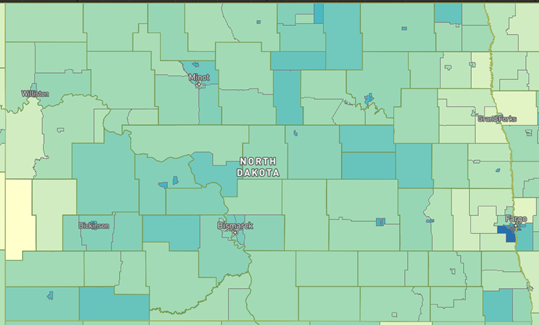 Minot
Williston
Grand Forks
NORTH
DAKOTA
Dickinson
Bismarck
Fargo